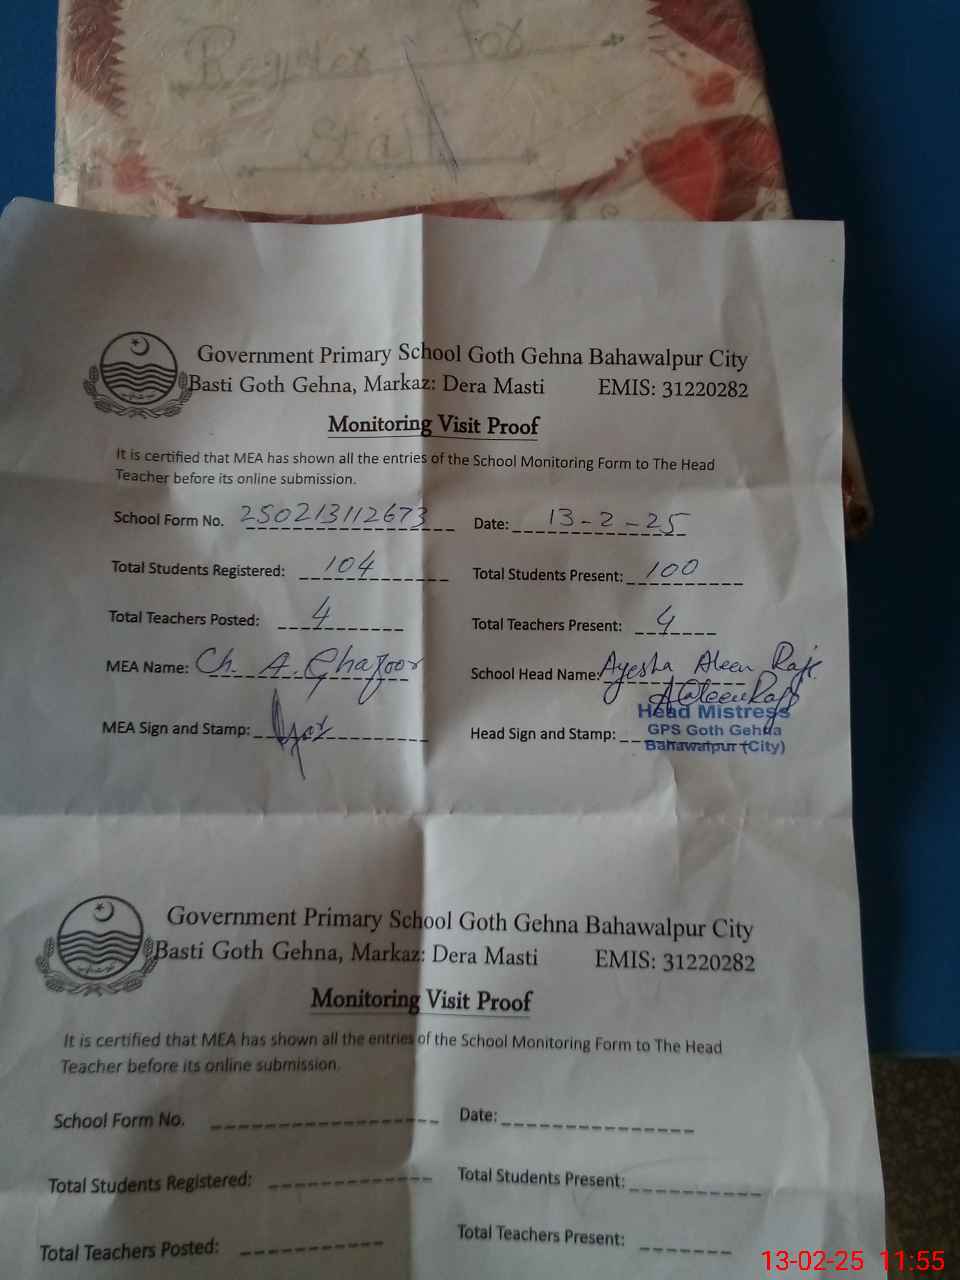 Register for
Staff
Government Primary School Goth Gehna Bahawalpur City
Basti Goth Gehna, Markaz: Dera Masti EMIS: 31220282
Monitoring Visit Proof
It is certified that MEA has shown all the entries of the School Monitoring Form to The Head
Teacher before its online submission.
School Form No. 250213112673 Date: 13-2-25
Total Students Registered: 104 Total Students Present: 100
Total Teachers Posted: 4 Total Teachers Present: 4
MEA Name: Ch. A. Ghafoor School Head Name: Ayesha Aleen
MEA Sign and Stamp: Head Sign and Stamp:
Head Mistress
GPS Goth Gehna
Bahawalpur (City)
Government Primary School Goth Gehna Bahawalpur City
Basti Goth Gehna, Markaz: Dera Masti EMIS: 31220282
Monitoring Visit Proof
It is certified that MEA has shown all the entries of the School Monitoring Form to The Head
Teacher before its online submission.
School Form No. Date:
Total Students Registered: Total Students Present:
Total Teachers Posted: Total Teachers Present:
13-02-25 11:55